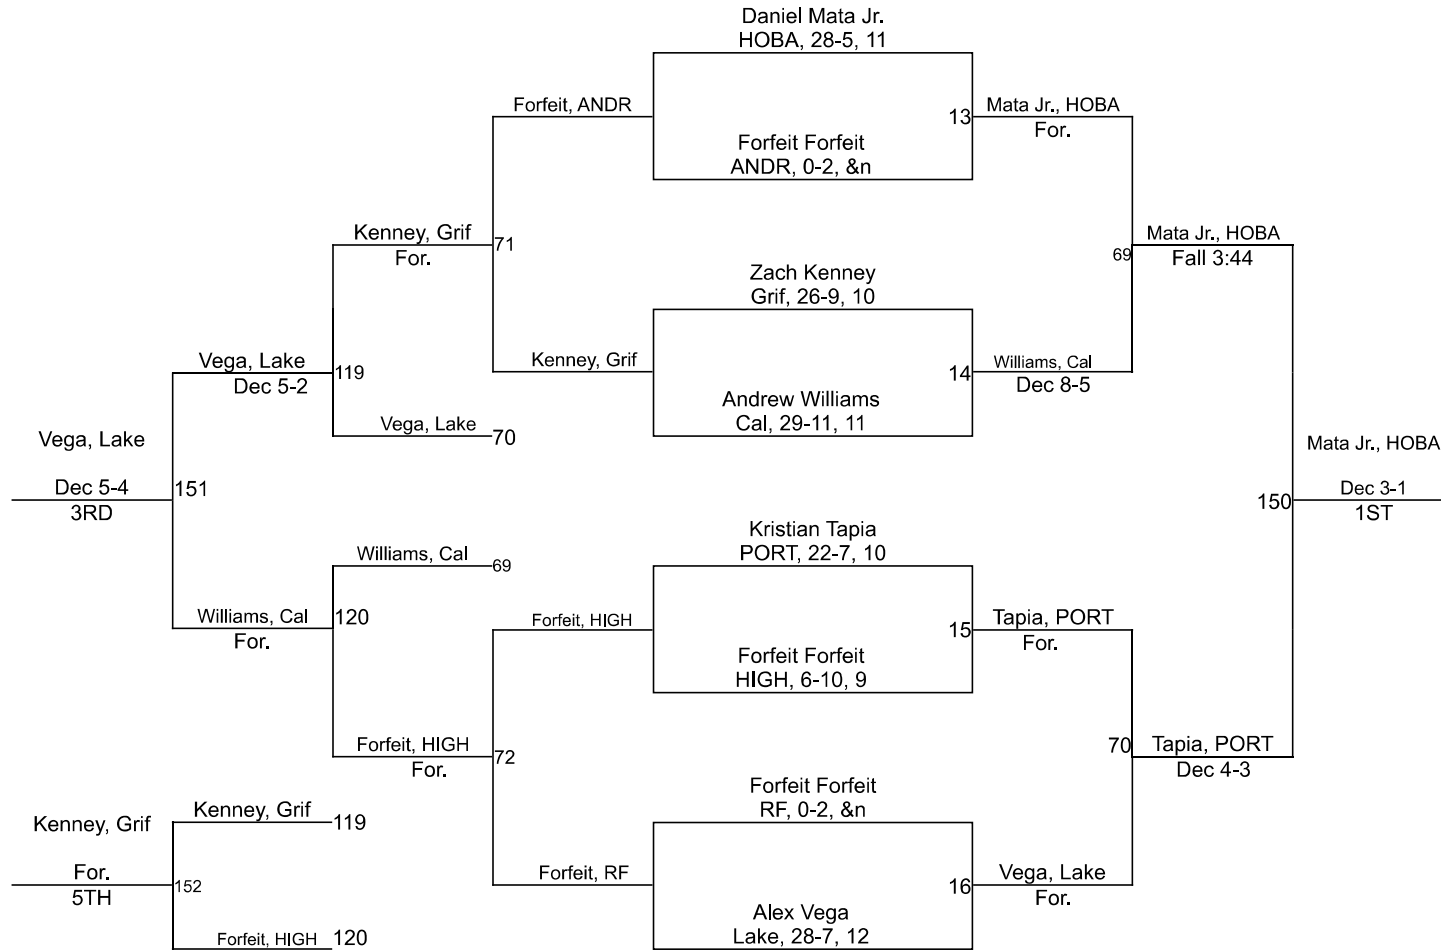 Daniel Mata Jr.
HOBA, 28-5, 11
Forfeit, ANDR
13
Mata Jr., HOBA
For.
Forfeit Forfeit
ANDR, 0-2, &n
Kenney, Grif
For.
71
69
Mata Jr., HOBA
Fall 3:44
Zach Kenney
Grif, 26-9, 10
Vega, Lake
Dec 5-2
119
Kenney, Grif
14
Williams, Cal
Dec 8-5
Andrew Williams
Cal, 29-11, 11
Vega, Lake
70
Vega, Lake
Dec 5-4
3RD
151
Mata Jr., HOBA
150
Dec 3-1
1ST
Kristian Tapia
PORT, 22-7, 10
Williams, Cal
69
Williams, Cal
For.
120
Forfeit, HIGH
15
Tapia, PORT
For.
Forfeit Forfeit
HIGH, 6-10, 9
Forfeit, HIGH
For.
72
70
Tapia, PORT
Dec 4-3
Forfeit Forfeit
RF, 0-2, &n
Kenney, Grif
Kenney, Grif
119
For.
5TH
152
Forfeit, RF
16
Vega, Lake
For.
Alex Vega
Lake, 28-7, 12
Forfeit, HIGH
120